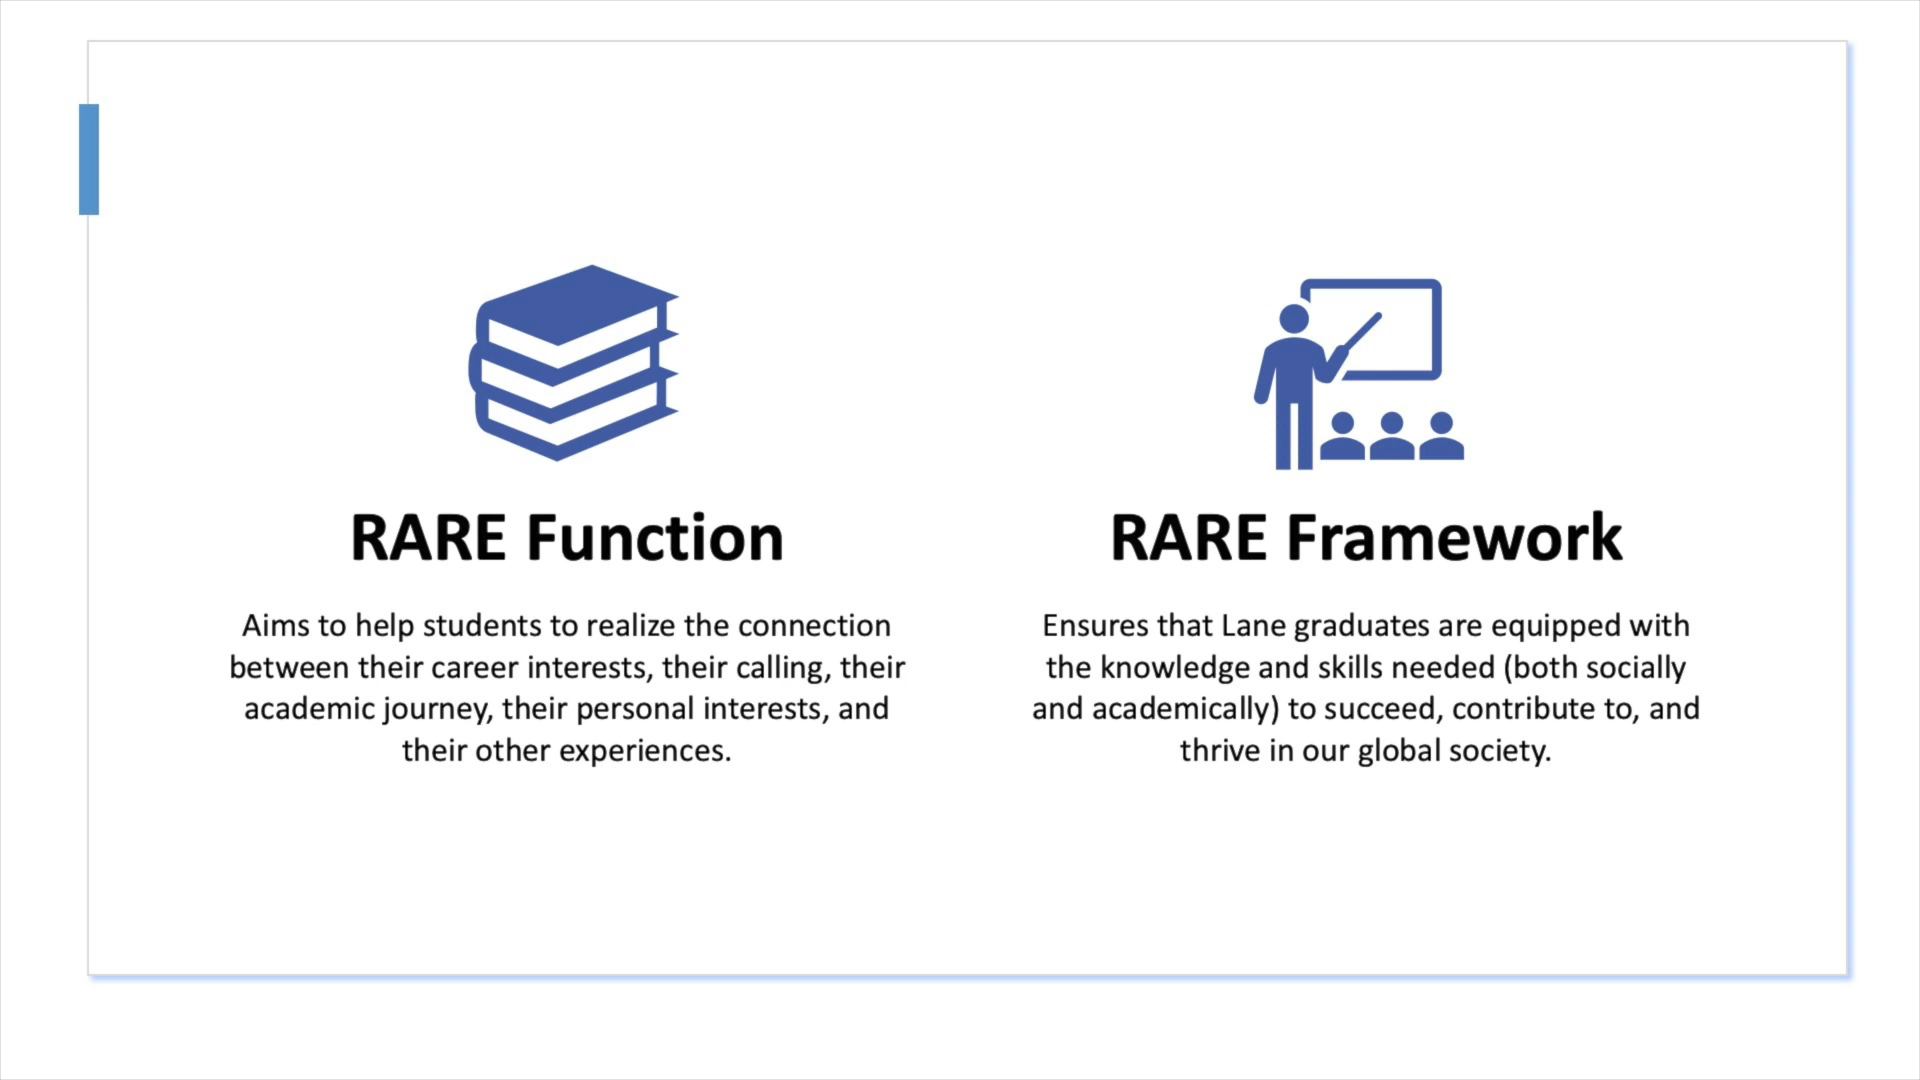 RARE Function
Aims to help students to realize the connection
between their career interests, their calling, their
academic journey, their personal interests, and
their other experiences.
RARE Framework
Ensures that Lane graduates are equipped with
the knowledge and skills needed (both socially
and academically) to succeed, contribute to, and
thrive in our global society.